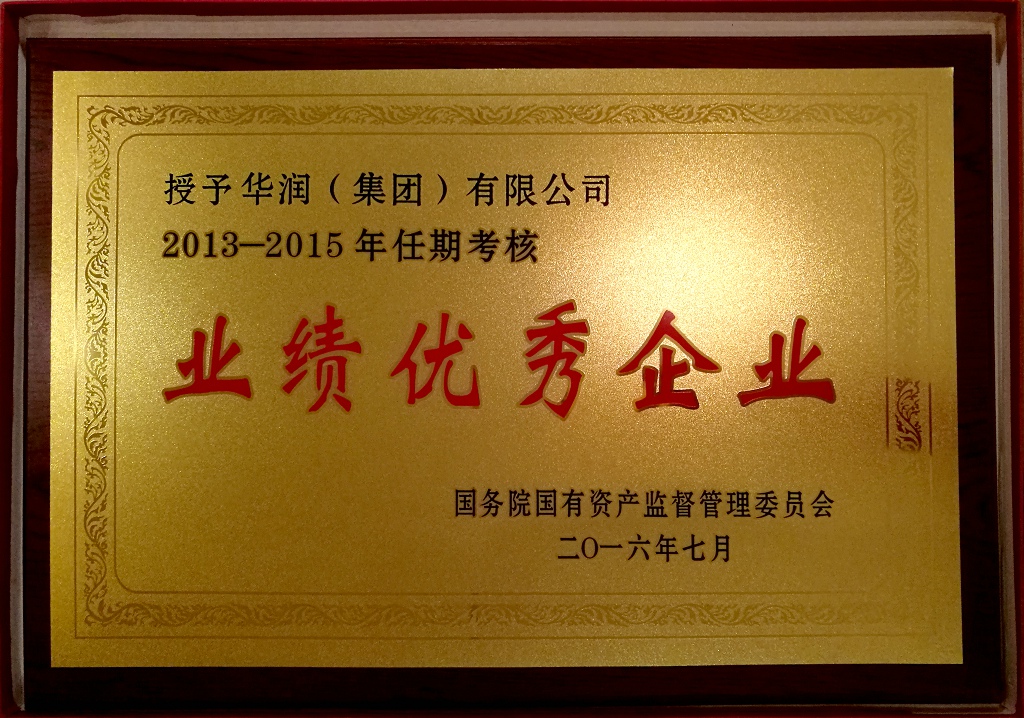 授予华润（集团）有限公司
2013—2015年任期考核
业绩优秀企业
国务院国有资产监督管理委员会
二〇一六年七月